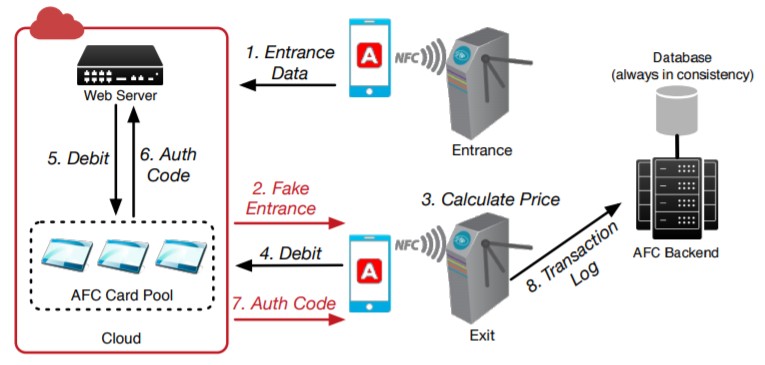 1. Entrance
Data
A
NFC
Web Server
Entrance
Database
(always in consistency)
5. Debit
6. Auth
Code
2. Fake
Entrance
3. Calculate Price
4. Debit
A
NFC
8. Transaction
Log
AFC Backend
AFC Card Pool
7. Auth Code
Cloud
Exit